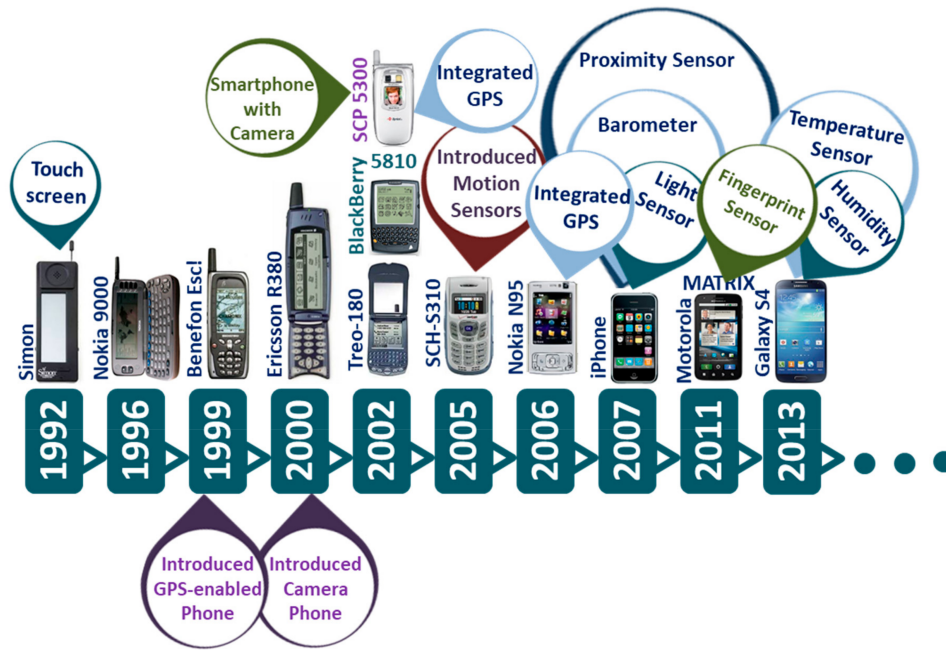 Smartphone
with
Camera
SCP 5300
Integrated
GPS
Proximity Sensor
Barometer
Temperature
Sensor
Touch
screen
BlackBerry 5810
Introduced
Motion
Sensors
Integrated
GPS
Light
Sensor
Fingerprint
Sensor
Humidity
Sensor
Simon
Nokia 9000
Benefon Esc!
Ericsson R380
Treo-180
SCH-S310
Nokia N95
iPhone
Motorola MATRIX
Galaxy S4
1992
1996
1999
2000
2002
2005
2006
2007
2011
2013
Introduced
GPS-enabled
Phone
Introduced
Camera
Phone